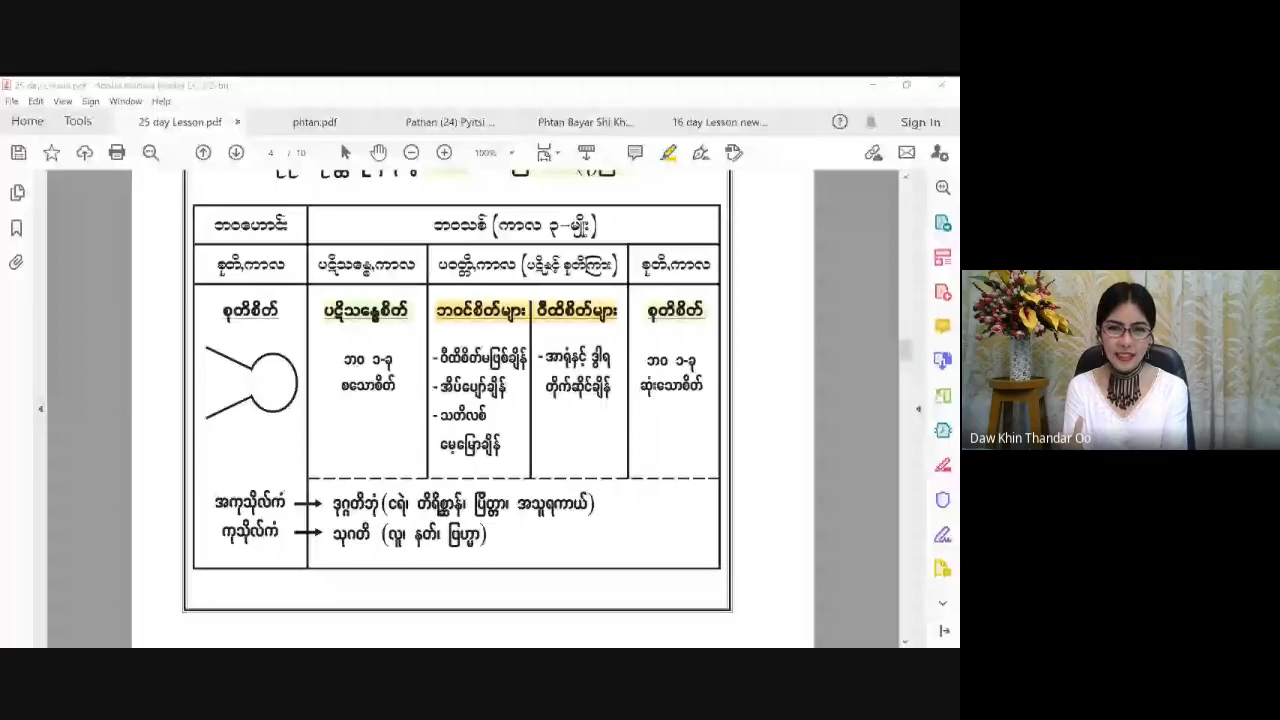 File Edit View Sign Window Help
Home Tools 25 day Lesson.pdf × phtan.pdf Pathan (24) Pyitsi ... Phtan Bayar Shi Kh... 16 day Lesson new... Sign In
4 / 10 100%
ဘဝဟောင်း ဘဝသစ် (ကာလ ၃-မျိုး)
စုတိ,ကာလ ပဋိသန္ဓေ,ကာလ ပဝတ္တိ,ကာလ (ပဋိနှင့် စုတိကြား) စုတိ,ကာလ
စုတိစိတ် ပဋိသန္ဓေစိတ် ဘဝင်စိတ်များ ဝီထိစိတ်များ စုတိစိတ်
ဘဝ ၁-ခု - ဝီထိစိတ်မဖြစ်ချိန် - အာရုံနှင့် ဒွါရ ဘဝ ၁-ခု
စသောစိတ် - အိပ်ပျော်ချိန် တိုက်ဆိုင်ချိန် ဆုံးသောစိတ်
- သတိလစ်
မေ့မြောချိန်
အကုသိုလ်ကံ → ဒုဂ္ဂတိဘုံ (ငရဲ၊ တိရိစ္ဆာန်၊ ပြိတ္တာ၊ အသူရကာယ်)
ကုသိုလ်ကံ → သုဂတိ (လူ၊ နတ်၊ ဗြဟ္မာ)
Daw Khin Thandar Oo